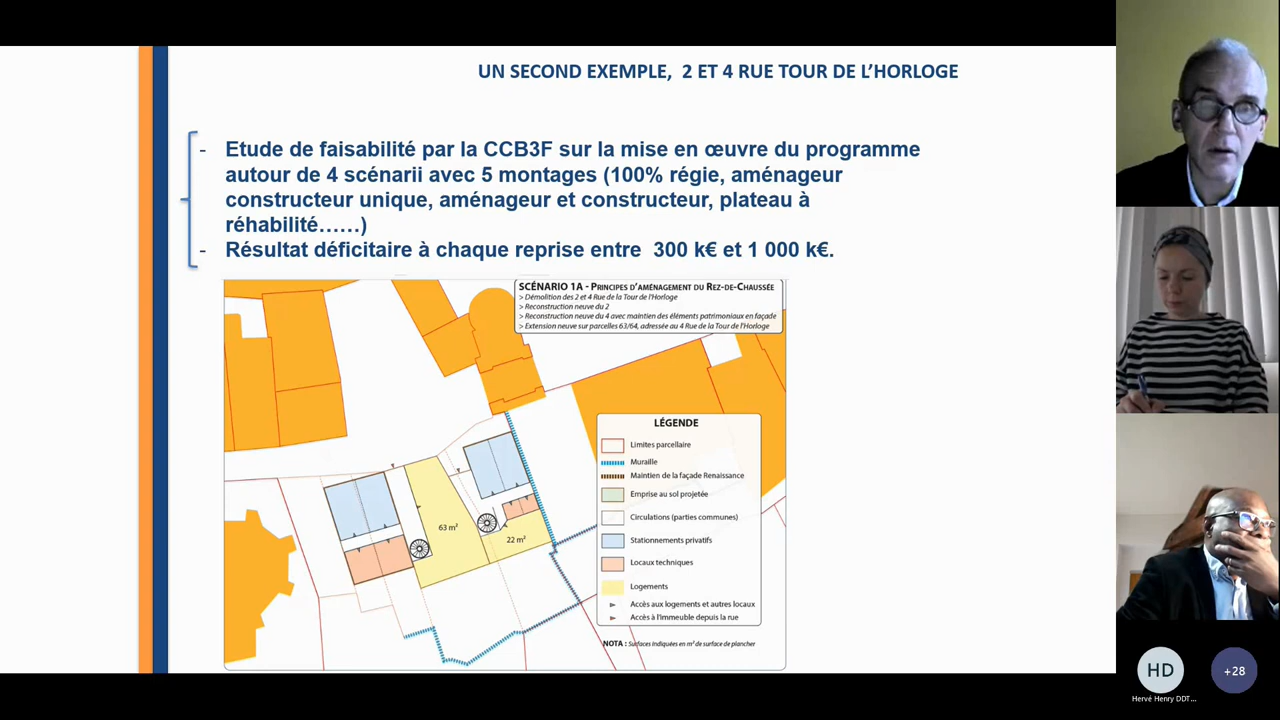 UN SECOND EXEMPLE, 2 ET 4 RUE TOUR DE L'HORLOGE
- Etude de faisabilité par la CCB3F sur la mise en œuvre du programme
autour de 4 scénarii avec 5 montages (100% régie, aménageur
constructeur unique, aménageur et constructeur, plateau à
réhabilité……)
- Résultat déficitaire à chaque reprise entre 300 k€ et 1 000 k€.
SCÉNARIO 1A - PRINCIPES D'AMÉNAGEMENT DU REZ-DE-CHAUSSÉE
> Démolition des 2 et 4 Rue de la Tour de l'Horloge
> Reconstruction neuve du 2
> Reconstruction neuve du 4 avec maintien des éléments patrimoniaux en façade
> Extension neuve sur parcelles 63/64, adressée au 4 Rue de la Tour de l'Horloge
63 m²
22 m²
LÉGENDE
Limites parcellaire
Muraille
Maintien de la façade Renaissance
Emprise au sol projetée
Circulations (parties communes)
Stationnements privatifs
Locaux techniques
Logements
Accès aux logements et autres locaux
Accès à l'immeuble depuis la rue
NOTA : Surfaces indiquées en m² de surface de plancher
HD
+28
Hervé Henry DDT...